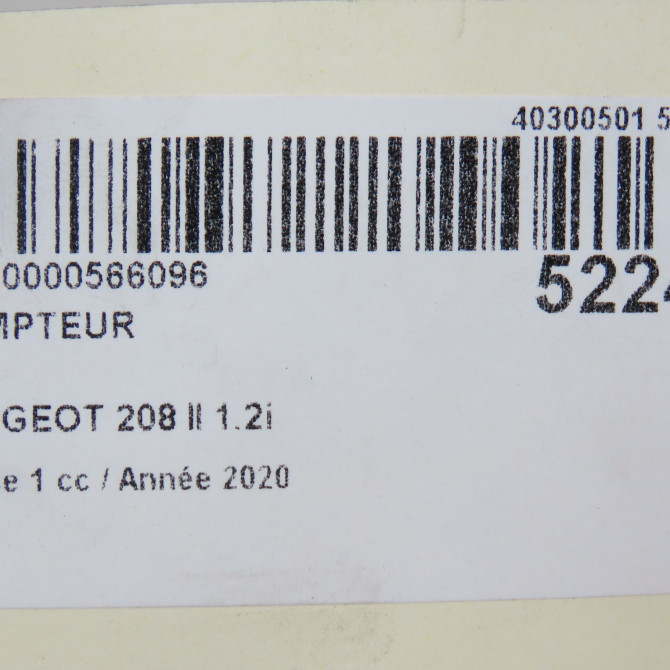 40300501 5
0000566096
5224
MPTEUR
GEOT 208 II 1.2i
e 1 cc / Année 2020